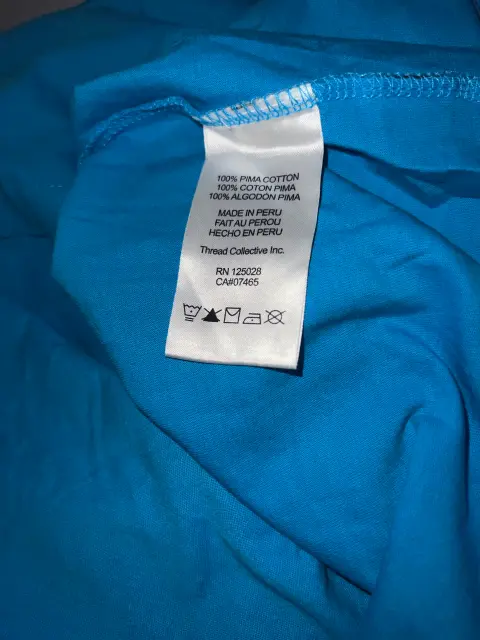 100% PIMA COTTON
100% COTON PIMA
100% ALGODÓN PIMA
MADE IN PERU
FAIT AU PEROU
HECHO EN PERU
Thread Collective Inc.
RN 125028
CA#07465